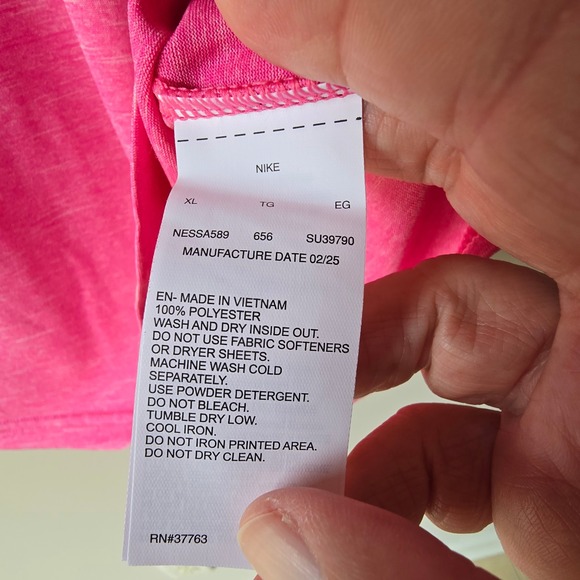 NIKE
XL TG EG
NESSA589 656 SU39790
MANUFACTURE DATE 02/25
EN- MADE IN VIETNAM
100% POLYESTER
WASH AND DRY INSIDE OUT.
DO NOT USE FABRIC SOFTENERS
OR DRYER SHEETS.
MACHINE WASH COLD
SEPARATELY.
USE POWDER DETERGENT.
DO NOT BLEACH.
TUMBLE DRY LOW.
COOL IRON.
DO NOT IRON PRINTED AREA.
DO NOT DRY CLEAN.
RN#37763